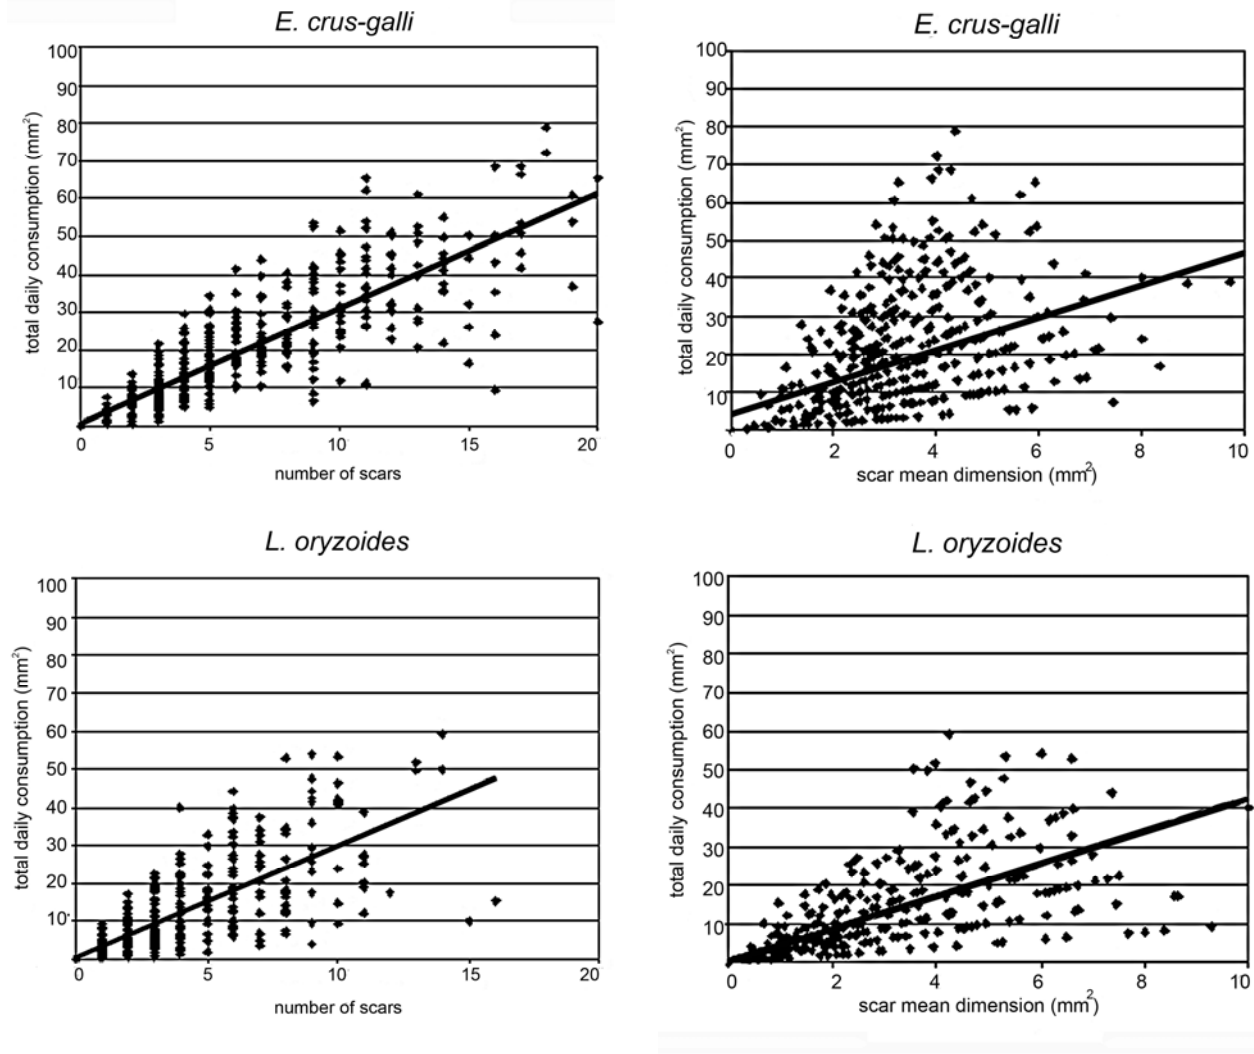 E. crus-galli
total daily consumption (mm²)
100
90
80
70
60
50
40
30
20
10
0 5 10 15 20
number of scars
E. crus-galli
total daily consumption (mm²)
100
90
80
70
60
50
40
30
20
10
0 2 4 6 8 10
scar mean dimension (mm²)
L. oryzoides
total daily consumption (mm²)
100
90
80
70
60
50
40
30
20
10
0 5 10 15 20
number of scars
L. oryzoides
total daily consumption (mm²)
100
90
80
70
60
50
40
30
20
10
0 2 4 6 8 10
scar mean dimension (mm²)